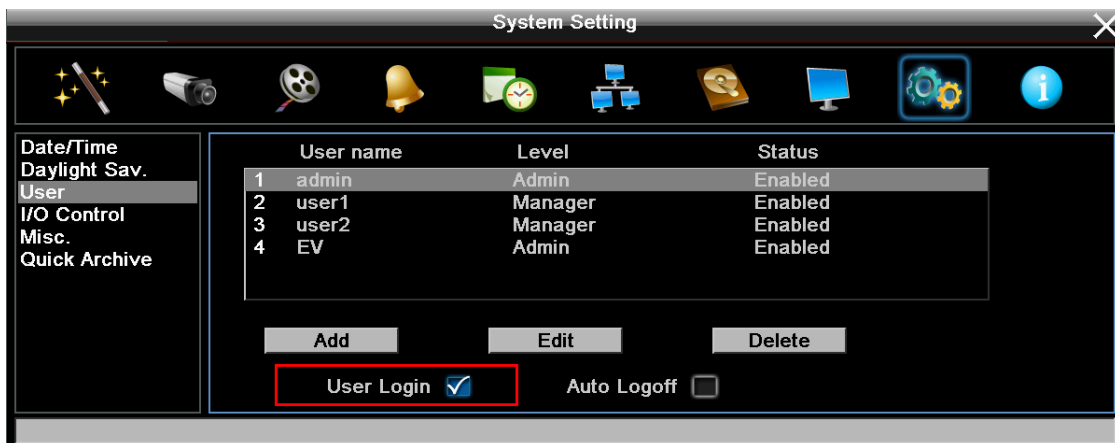 System Setting
Date/Time
Daylight Sav.
User
I/O Control
Misc.
Quick Archive
User name Level Status
1 admin Admin Enabled
2 user1 Manager Enabled
3 user2 Manager Enabled
4 EV Admin Enabled
Add Edit Delete
User Login Auto Logoff